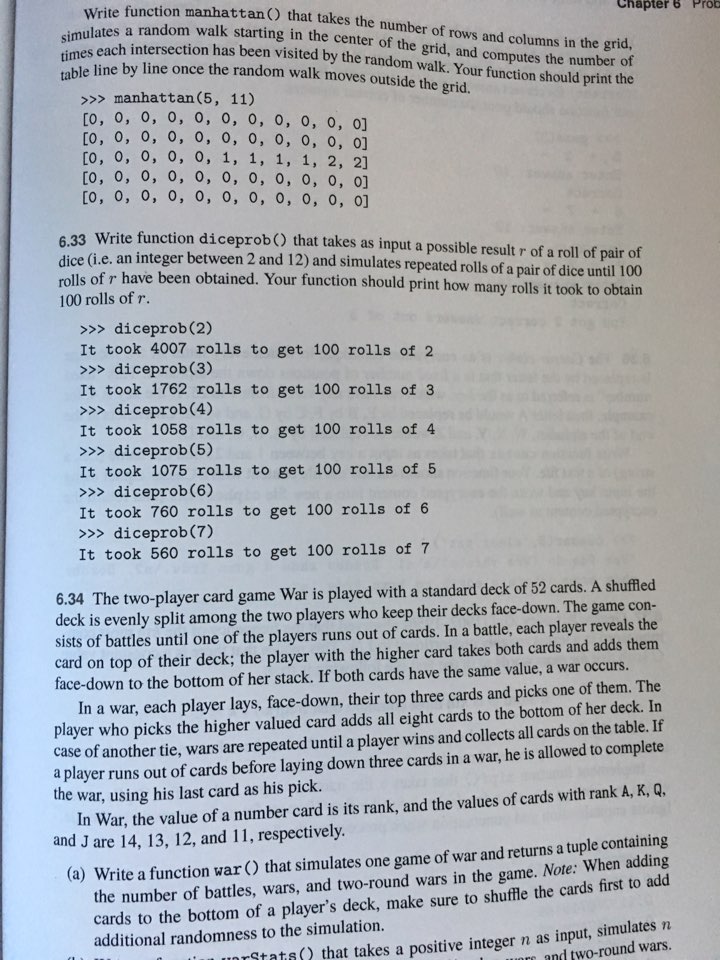 Chapter 6 Prob
Write function manhattan() that takes the number of rows and columns in the grid,
simulates a random walk starting in the center of the grid, and computes the number of
times each intersection has been visited by the random walk. Your function should print the
table line by line once the random walk moves outside the grid.
>>> manhattan(5, 11)
[0, 0, 0, 0, 0, 0, 0, 0, 0, 0, 0]
[0, 0, 0, 0, 0, 0, 0, 0, 0, 0, 0]
[0, 0, 0, 0, 0, 1, 1, 1, 1, 2, 2]
[0, 0, 0, 0, 0, 0, 0, 0, 0, 0, 0]
[0, 0, 0, 0, 0, 0, 0, 0, 0, 0, 0]
6.33 Write function diceprob() that takes as input a possible result r of a roll of pair of
dice (i.e. an integer between 2 and 12) and simulates repeated rolls of a pair of dice until 100
rolls of r have been obtained. Your function should print how many rolls it took to obtain
100 rolls of r.
>>> diceprob(2)
It took 4007 rolls to get 100 rolls of 2
>>> diceprob(3)
It took 1762 rolls to get 100 rolls of 3
>>> diceprob(4)
It took 1058 rolls to get 100 rolls of 4
>>> diceprob(5)
It took 1075 rolls to get 100 rolls of 5
>>> diceprob(6)
It took 760 rolls to get 100 rolls of 6
>>> diceprob(7)
It took 560 rolls to get 100 rolls of 7
6.34 The two-player card game War is played with a standard deck of 52 cards. A shuffled
deck is evenly split among the two players who keep their decks face-down. The game con-
sists of battles until one of the players runs out of cards. In a battle, each player reveals the
card on top of their deck; the player with the higher card takes both cards and adds them
face-down to the bottom of her stack. If both cards have the same value, a war occurs.
In a war, each player lays, face-down, their top three cards and picks one of them. The
player who picks the higher valued card adds all eight cards to the bottom of her deck. In
case of another tie, wars are repeated until a player wins and collects all cards on the table. If
a player runs out of cards before laying down three cards in a war, he is allowed to complete
the war, using his last card as his pick.
In War, the value of a number card is its rank, and the values of cards with rank A, K, Q,
and J are 14, 13, 12, and 11, respectively.
(a) Write a function war() that simulates one game of war and returns a tuple containing
the number of battles, wars, and two-round wars in the game. Note: When adding
cards to the bottom of a player's deck, make sure to shuffle the cards first to add
additional randomness to the simulation.
warStats() that takes a positive integer n as input, simulates n
and two-round wars.